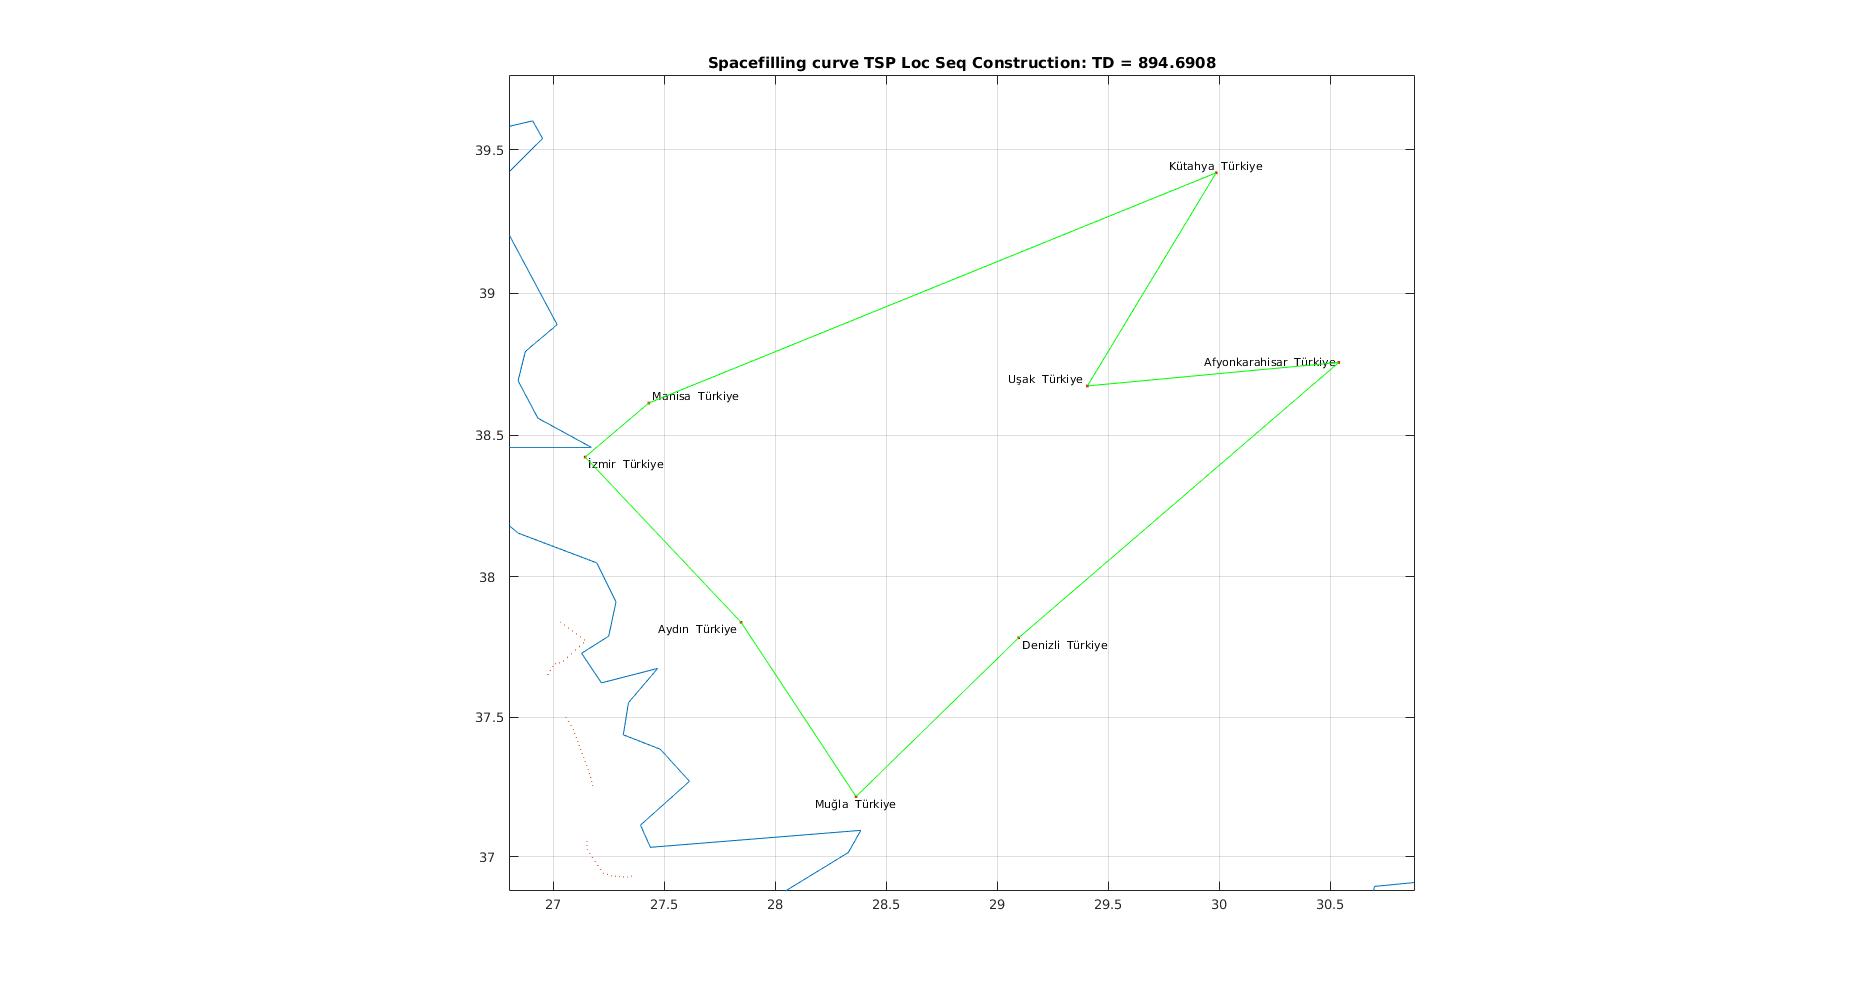 Spacefilling curve TSP Loc Seq Construction: TD = 894.6908
39.5
Kütahya Türkiye
39
Afyonkarahisar Türkiye
Uşak Türkiye
Manisa Türkiye
38.5
İzmir Türkiye
38
Aydın Türkiye
Denizli Türkiye
37.5
Muğla Türkiye
37
27 27.5 28 28.5 29 29.5 30 30.5